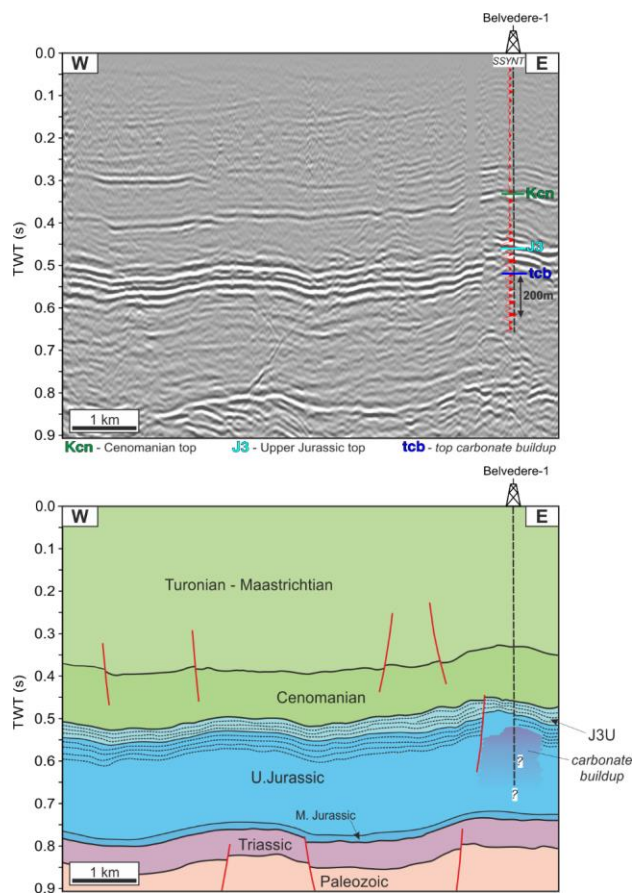 Belvedere-1
W
SSYNT
E
0.0
0.1
0.2
0.3
0.4
0.5
0.6
0.7
0.8
0.9
TWT (s)
Kcn
J3
tcb
200m
1 km
Kcn - Cenomanian top J3 - Upper Jurassic top tcb - top carbonate buildup
Belvedere-1
W
E
0.0
0.1
0.2
0.3
0.4
0.5
0.6
0.7
0.8
0.9
TWT (s)
Turonian - Maastrichtian
Cenomanian
J3U
carbonate
buildup
?
U.Jurassic
?
M. Jurassic
Triassic
Paleozoic
1 km